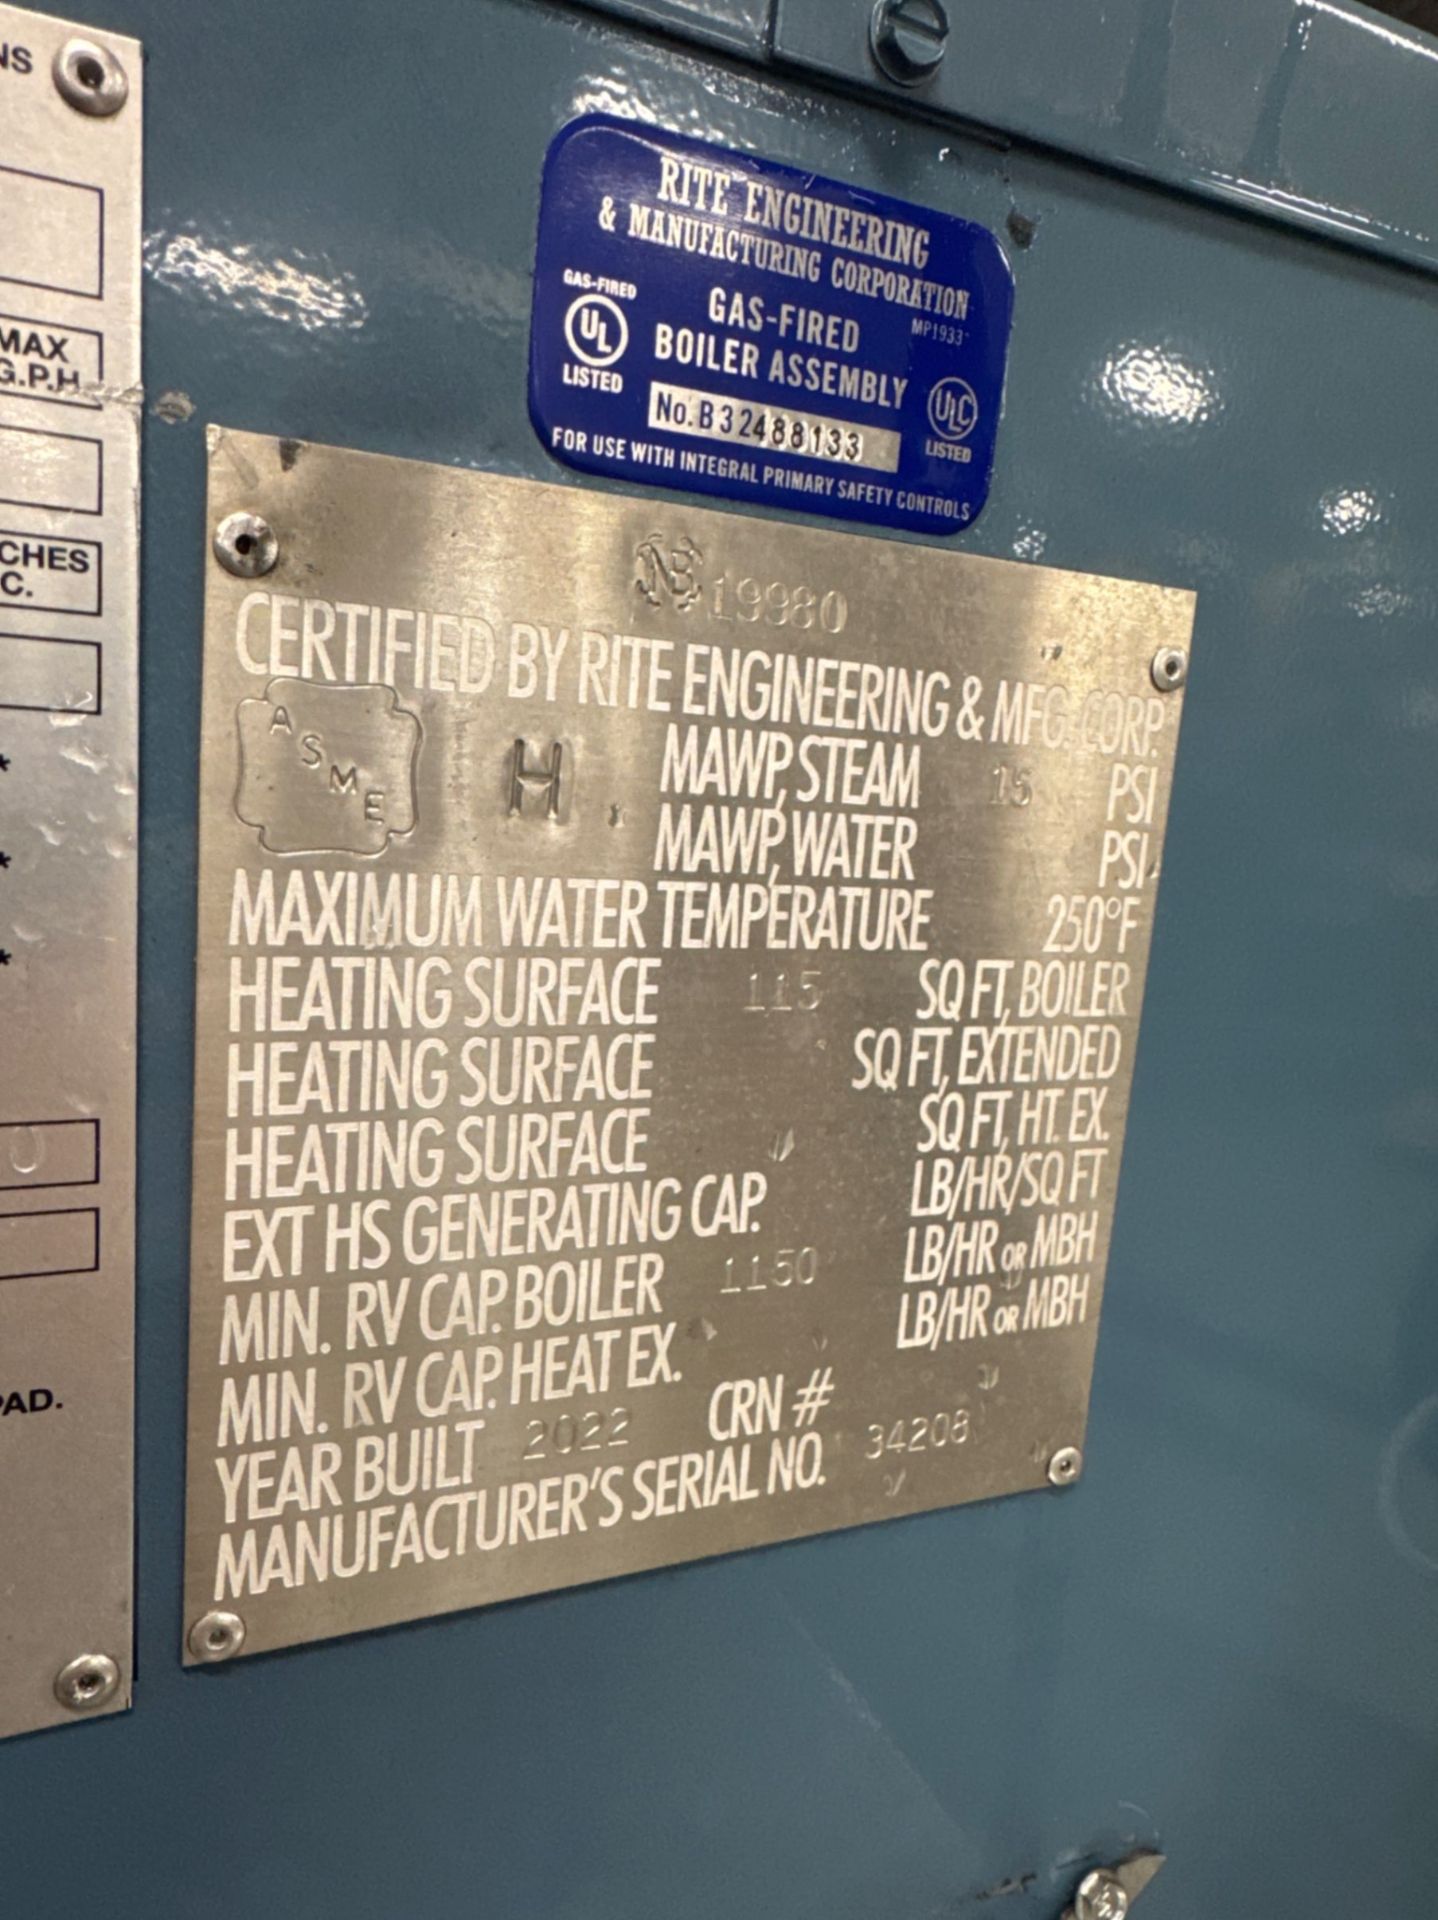 NS
MAX
G.P.H.
CHES
C.
*
*
*
PAD.
RITE ENGINEERING
& MANUFACTURING CORPORATION
GAS-FIRED
UL
LISTED
GAS-FIRED
BOILER ASSEMBLY
MP1933
No. B32488133
ULC
LISTED
FOR USE WITH INTEGRAL PRIMARY SAFETY CONTROLS
NB 19980
CERTIFIED BY RITE ENGINEERING & MFG. CORP.
ASME H
MAWP, STEAM 15 PSI
MAWP, WATER PSI
MAXIMUM WATER TEMPERATURE 250°F
HEATING SURFACE 115 SQ FT, BOILER
HEATING SURFACE SQ FT, EXTENDED
HEATING SURFACE SQ FT, HT. EX.
EXT HS GENERATING CAP. LB/HR/SQ FT
MIN. RV CAP. BOILER 1150 LB/HR OR MBH
MIN. RV CAP. HEAT EX. LB/HR OR MBH
YEAR BUILT 2022 CRN #
MANUFACTURER'S SERIAL NO. 34208